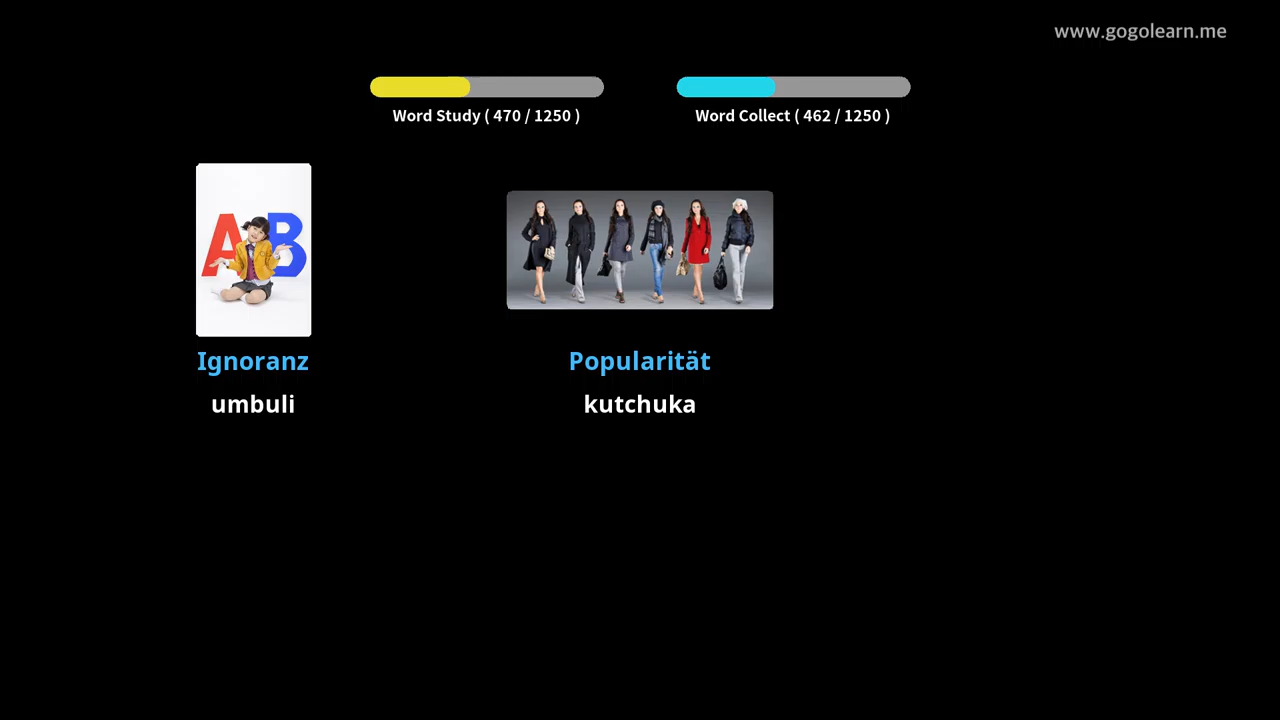 www.gogolearn.me
Word Study ( 470 / 1250 )
Word Collect ( 462 / 1250 )
A B
Ignoranz
Popularität
umbuli
kutchuka